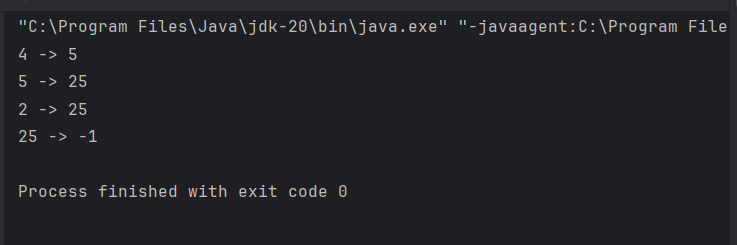 "C:\Program Files\Java\jdk-20\bin\java.exe" "-javaagent:C:\Program File
4 -> 5
5 -> 25
2 -> 25
25 -> -1
Process finished with exit code 0